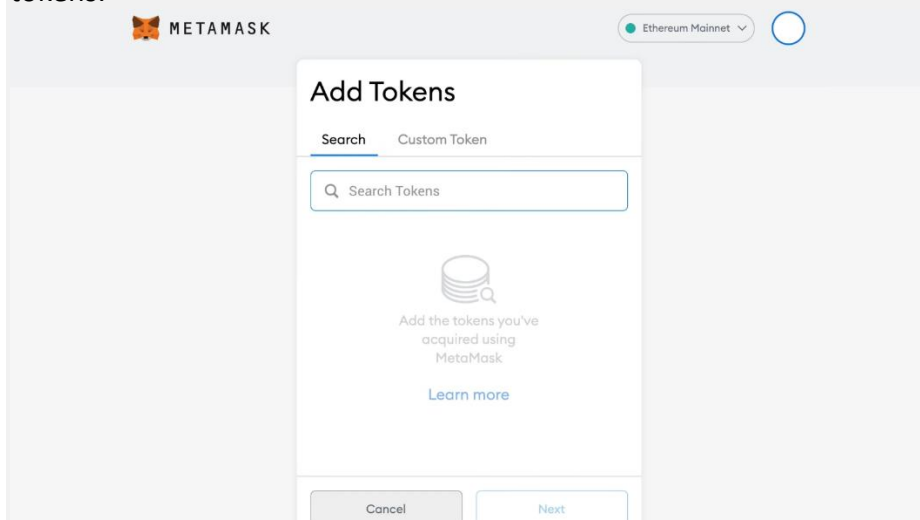 tokens.
METAMASK
Ethereum Mainnet
Add Tokens
Search Custom Token
Search Tokens
Add the tokens you've
acquired using
MetaMask
Learn more
Cancel Next